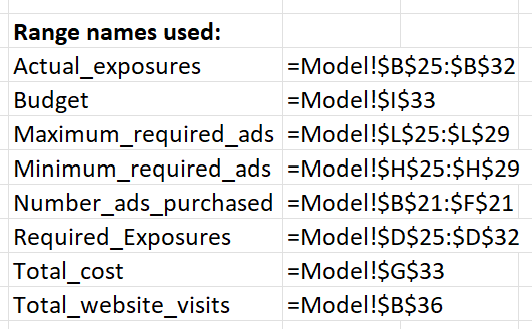 Range names used:
Actual_exposures =Model!$B$25:$B$32
Budget =Model!$I$33
Maximum_required_ads =Model!$L$25:$L$29
Minimum_required_ads =Model!$H$25:$H$29
Number_ads_purchased =Model!$B$21:$F$21
Required_Exposures =Model!$D$25:$D$32
Total_cost =Model!$G$33
Total_website_visits =Model!$B$36